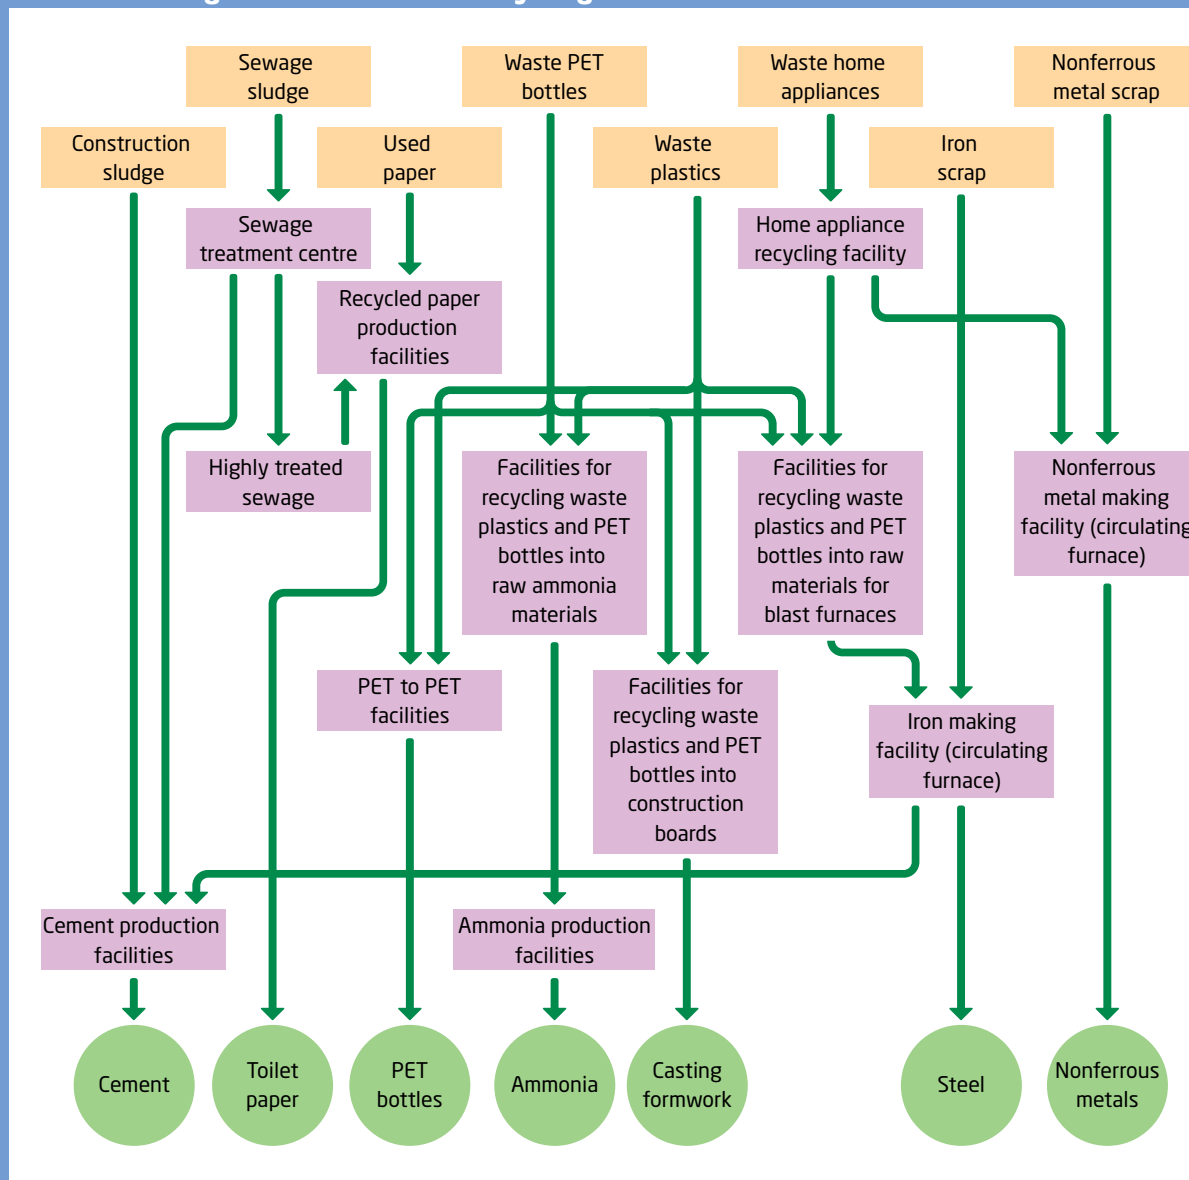 Sewage
sludge
Waste PET
bottles
Waste home
appliances
Nonferrous
metal scrap
Construction
sludge
Used
paper
Waste
plastics
Iron
scrap
Sewage
treatment centre
Home appliance
recycling facility
Recycled paper
production
facilities
Highly treated
sewage
Facilities for
recycling waste
plastics and PET
bottles into
raw ammonia
materials
Facilities for
recycling waste
plastics and PET
bottles into raw
materials for
blast furnaces
Nonferrous
metal making
facility (circulating
furnace)
PET to PET
facilities
Facilities for
recycling waste
plastics and PET
bottles into
construction
boards
Iron making
facility (circulating
furnace)
Cement production
facilities
Ammonia production
facilities
Cement
Toilet
paper
PET
bottles
Ammonia
Casting
formwork
Steel
Nonferrous
metals